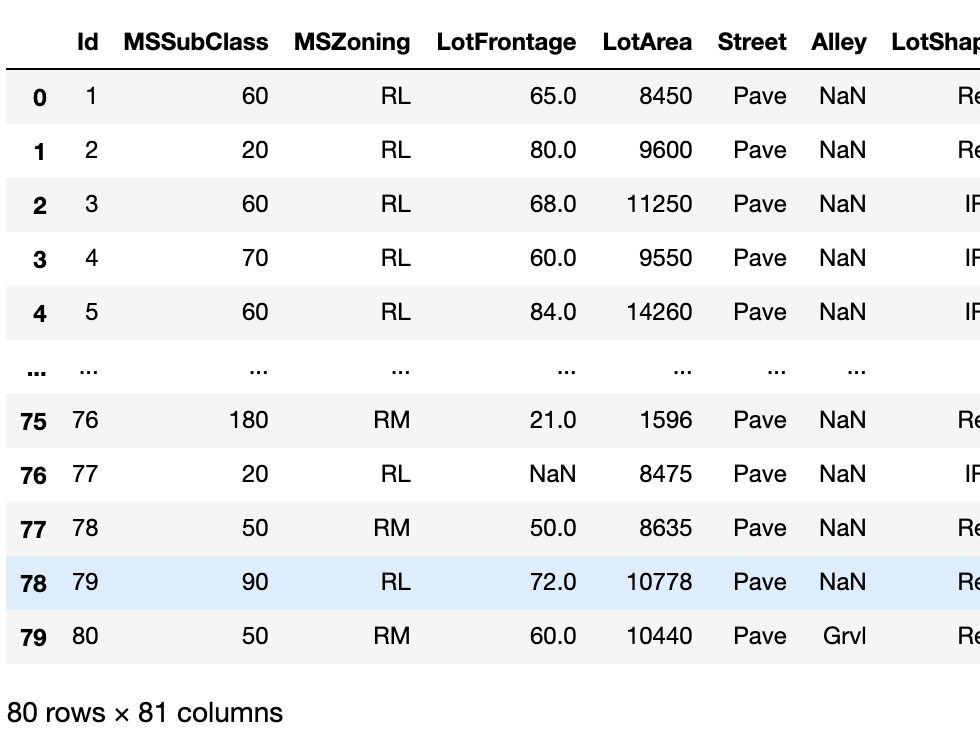 Id MSSubClass MSZoning LotFrontage LotArea Street Alley LotShap
0 1 60 RL 65.0 8450 Pave NaN Re
1 2 20 RL 80.0 9600 Pave NaN Re
2 3 60 RL 68.0 11250 Pave NaN IF
3 4 70 RL 60.0 9550 Pave NaN IF
4 5 60 RL 84.0 14260 Pave NaN IF
... ... ... ... ... ... ... ...
75 76 180 RM 21.0 1596 Pave NaN Re
76 77 20 RL NaN 8475 Pave NaN IF
77 78 50 RM 50.0 8635 Pave NaN Re
78 79 90 RL 72.0 10778 Pave NaN Re
79 80 50 RM 60.0 10440 Pave Grvl Re
80 rows × 81 columns